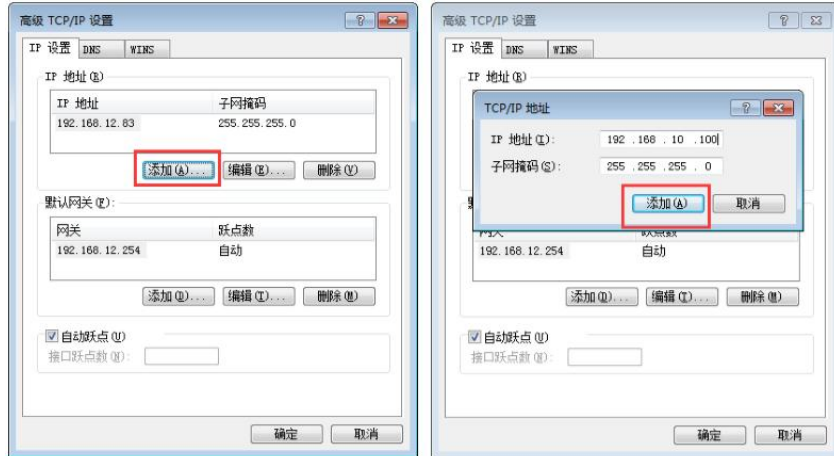 高级 TCP/IP 设置
IP 设置 DNS WINS
IP 地址(R)
IP 地址 子网掩码
192.168.12.83 255.255.255.0
添加(A)... 编辑(E)... 删除(V)
默认网关(F):
网关 跃点数
192.168.12.254 自动
添加(D)... 编辑(T)... 删除(M)
自动跃点(U)
接口跃点数(N):
确定 取消
高级 TCP/IP 设置
IP 设置 DNS WINS
IP 地址(R)
TCP/IP 地址
IP 地址(I): 192 .168 . 10 .100
子网掩码(S): 255 .255 .255 . 0
添加(A) 取消
192.168.12.254 自动
添加(D)... 编辑(T)... 删除(M)
自动跃点(U)
接口跃点数(N):
确定 取消